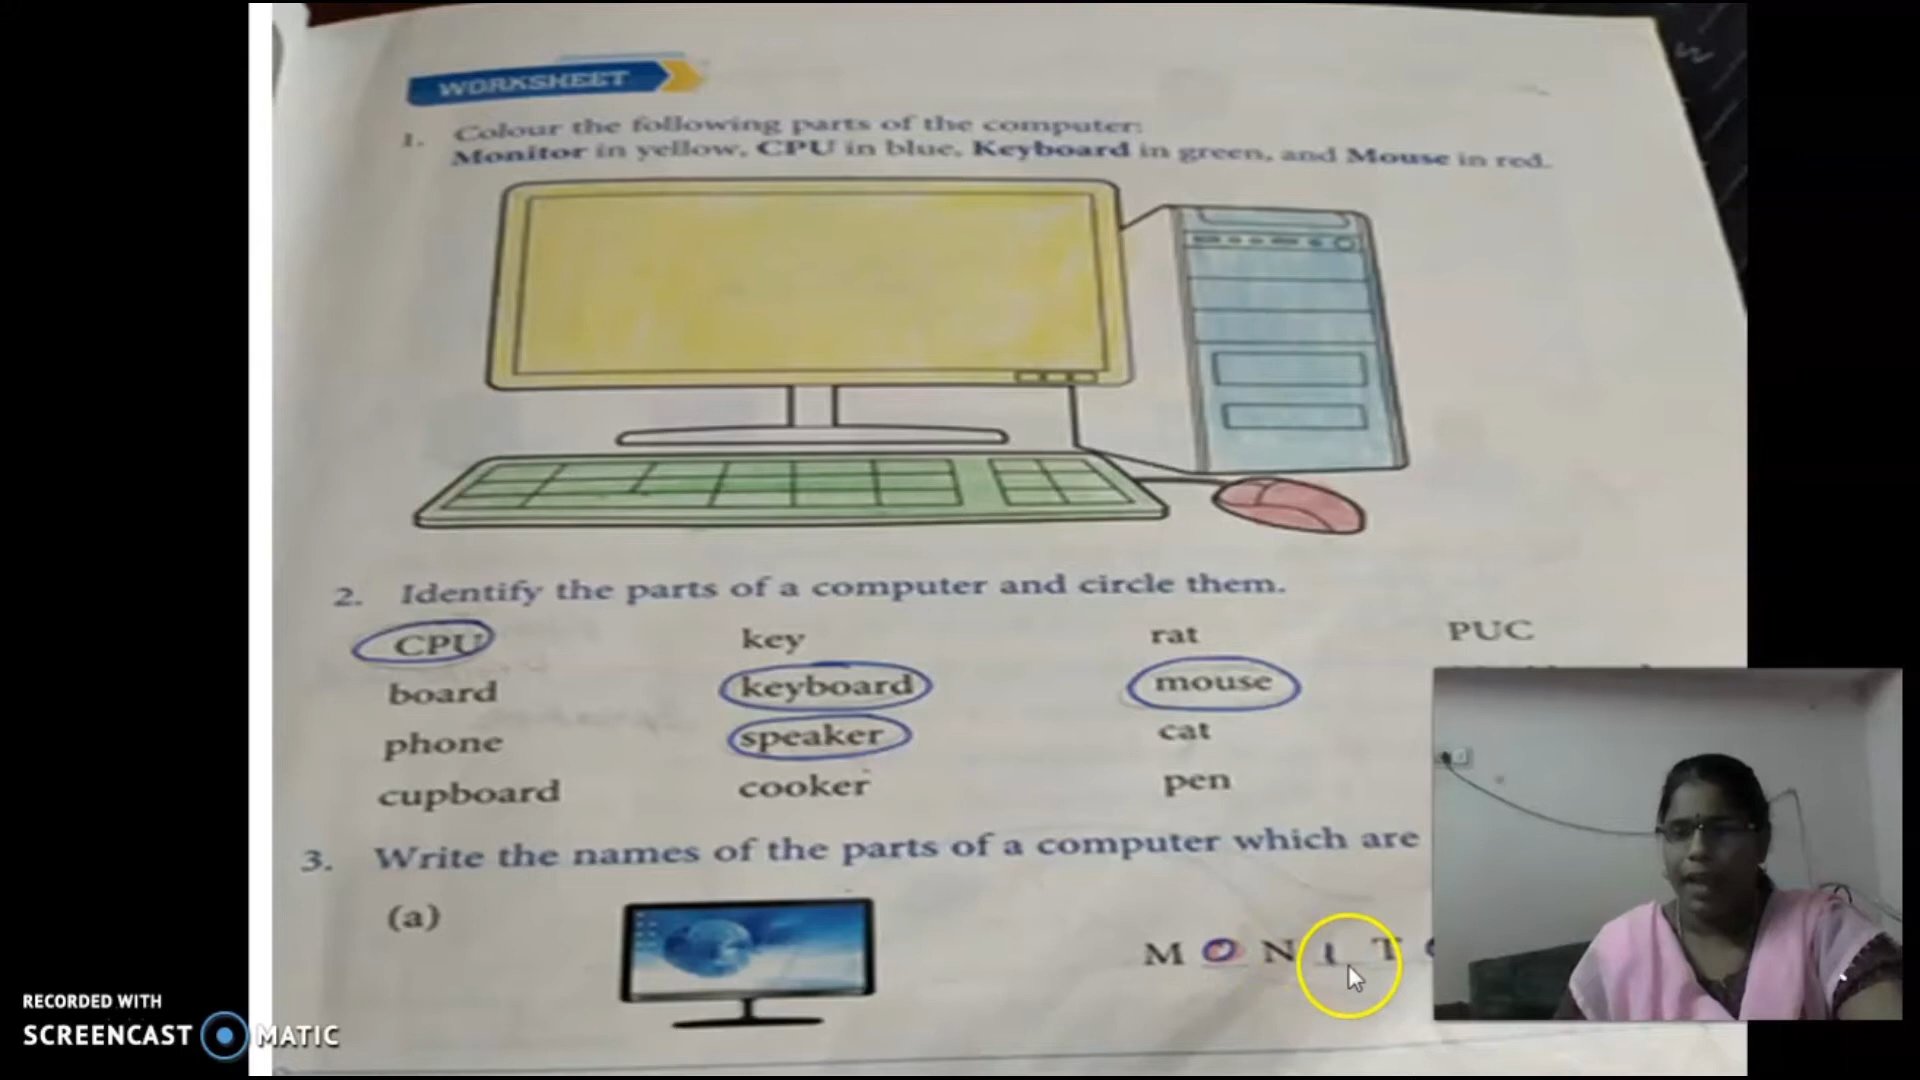 WORKSHEET
1. Colour the following parts of the computer:
Monitor in yellow, CPU in blue, Keyboard in green, and Mouse in red.
2. Identify the parts of a computer and circle them.
CPU key rat PUC
board keyboard mouse
phone speaker cat
cupboard cooker pen
3. Write the names of the parts of a computer which are
(a)
M O N I T
RECORDED WITH
SCREENCAST MATIC